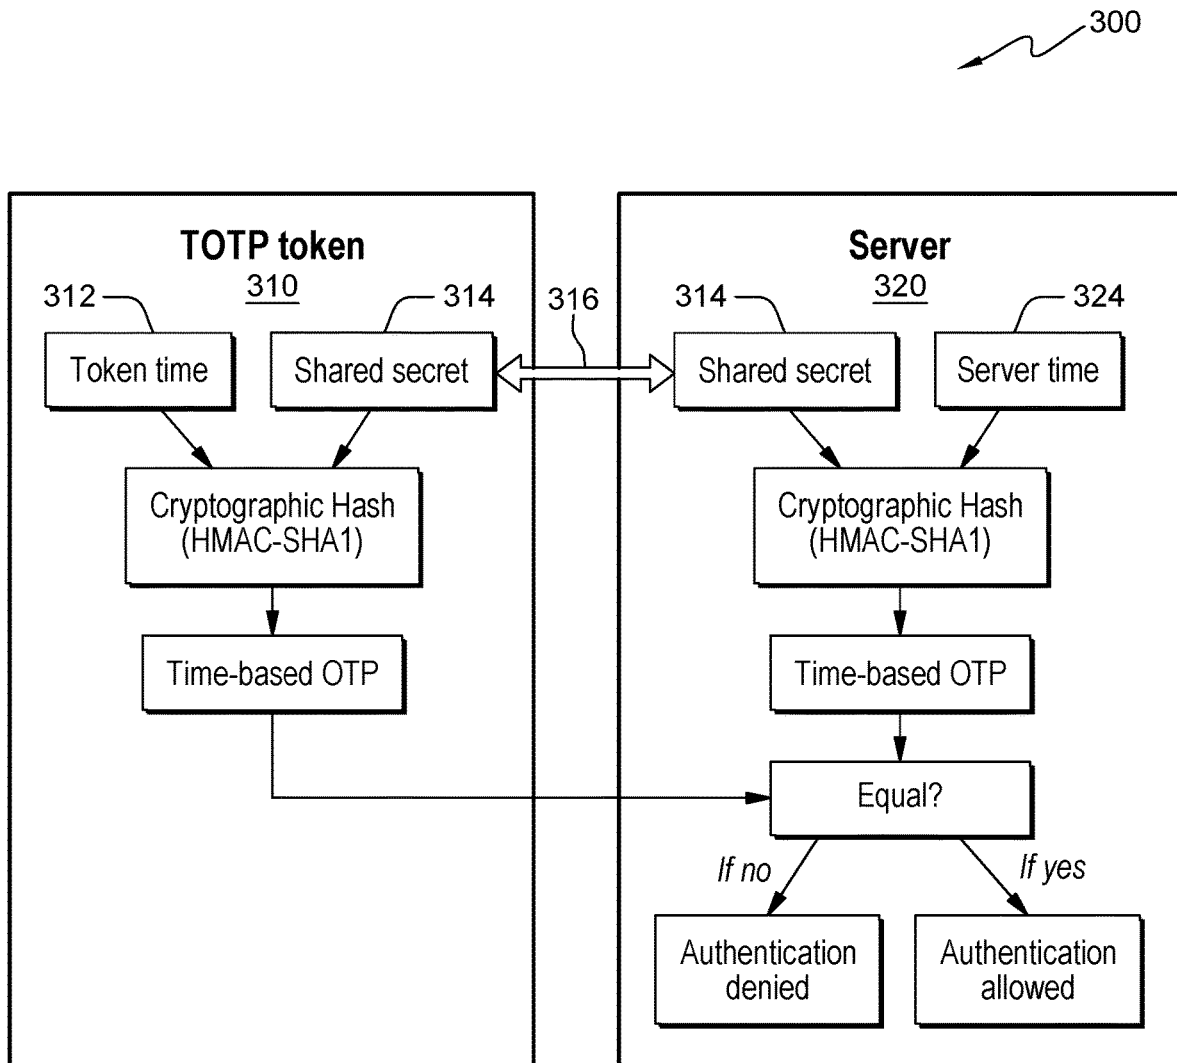 300
TOTP token
310
312
314
Token time
Shared secret
Cryptographic Hash
(HMAC-SHA1)
Time-based OTP
316
Server
320
314
324
Shared secret
Server time
Cryptographic Hash
(HMAC-SHA1)
Time-based OTP
Equal?
If no
If yes
Authentication
denied
Authentication
allowed